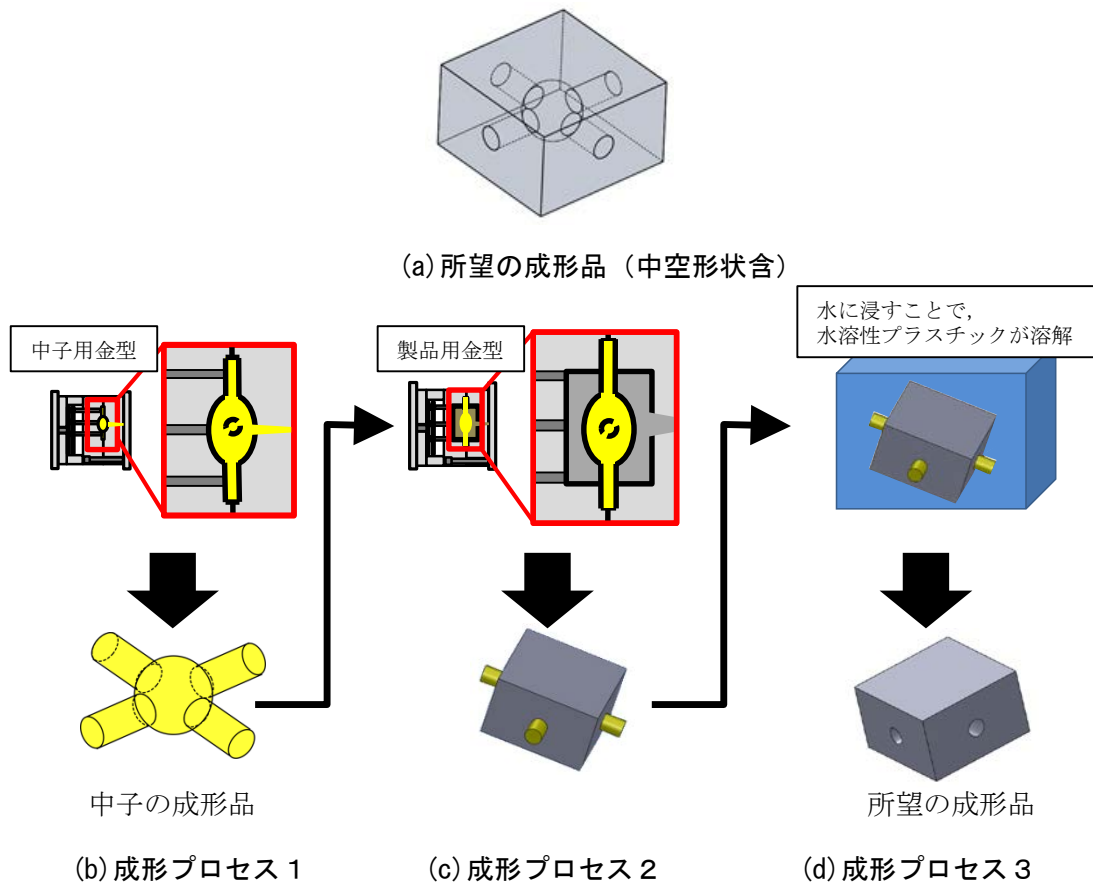 (a)所望の成形品（中空形状含）
中子用金型
製品用金型
水に浸すことで,
水溶性プラスチックが溶解
中子の成形品
所望の成形品
(b)成形プロセス１
(c)成形プロセス２
(d)成形プロセス３